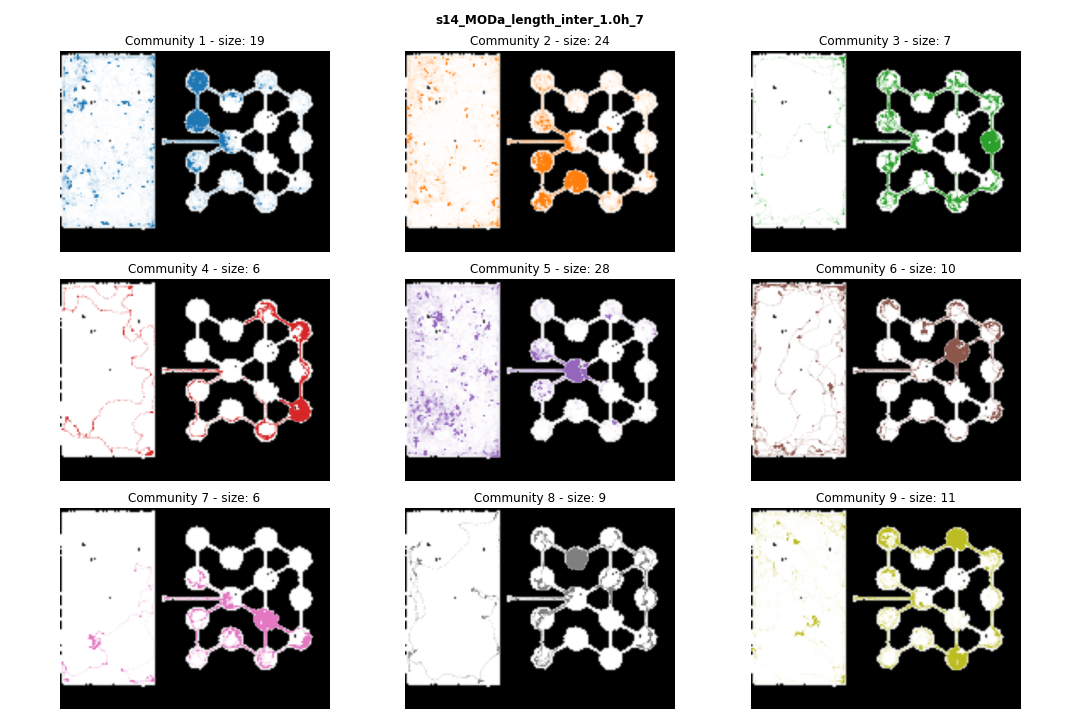 s14_MODa_length_inter_1.0h_7
Community 1 - size: 19
Community 2 - size: 24
Community 3 - size: 7
Community 4 - size: 6
Community 5 - size: 28
Community 6 - size: 10
Community 7 - size: 6
Community 8 - size: 9
Community 9 - size: 11